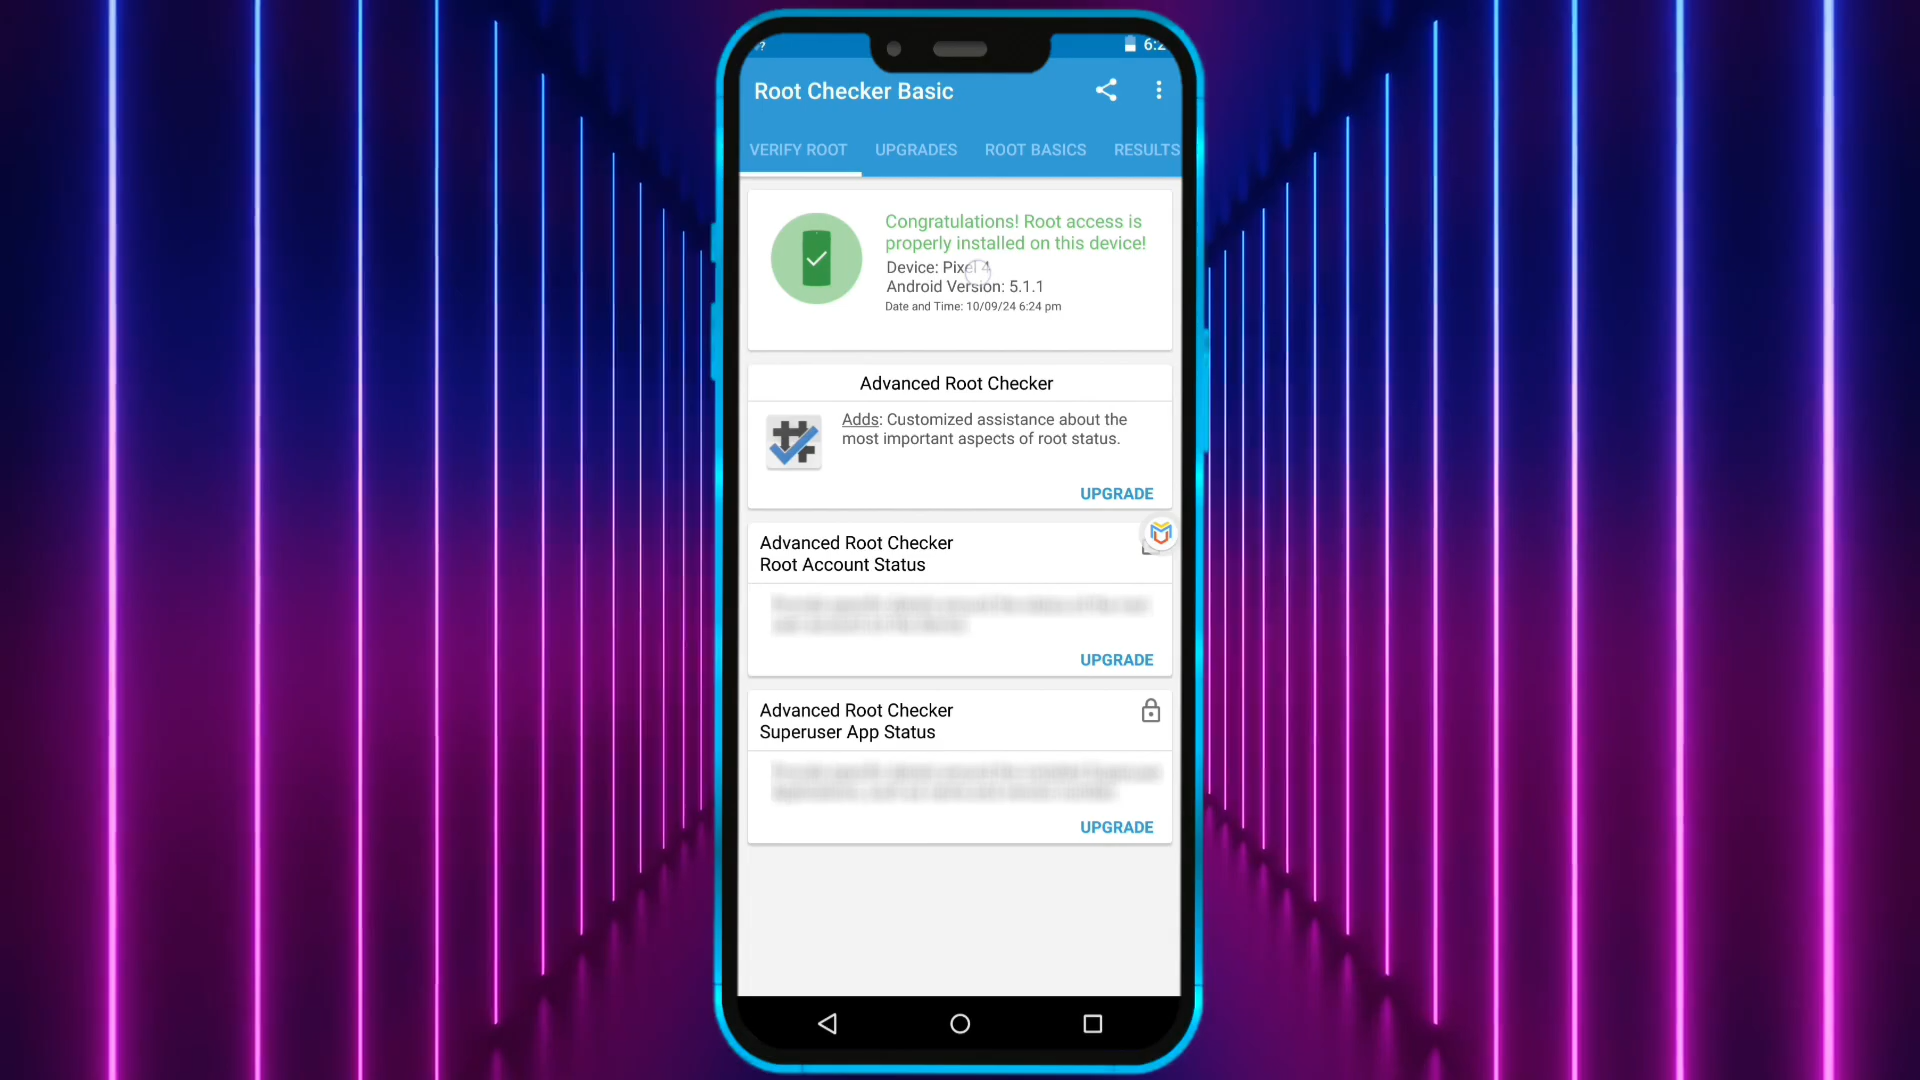 ?
6:2
Root Checker Basic
VERIFY ROOT
UPGRADES
ROOT BASICS
RESULTS
Congratulations! Root access is
properly installed on this device!
Device: Pixel 4
Android Version: 5.1.1
Date and Time: 10/09/24 6:24 pm
Advanced Root Checker
Adds: Customized assistance about the
most important aspects of root status.
UPGRADE
Advanced Root Checker
Root Account Status
UPGRADE
Advanced Root Checker
Superuser App Status
UPGRADE